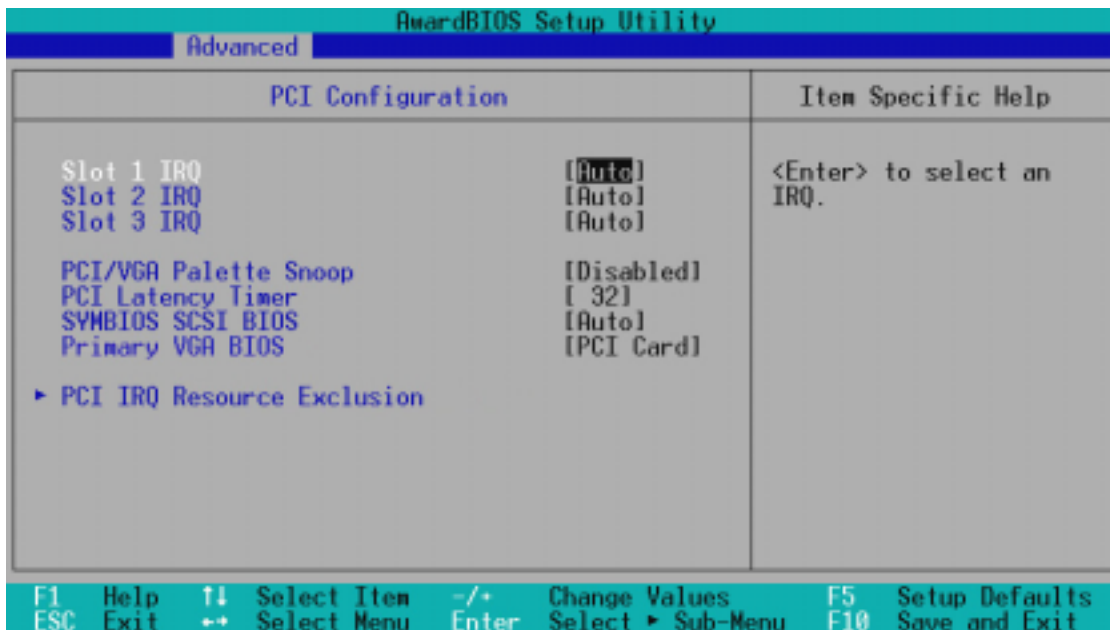 AwardBIOS Setup Utility
Advanced
PCI Configuration
Item Specific Help
Slot 1 IRQ [Auto]
Slot 2 IRQ [Auto]
Slot 3 IRQ [Auto]
PCI/VGA Palette Snoop [Disabled]
PCI Latency Timer [ 32]
SYMBIOS SCSI BIOS [Auto]
Primary VGA BIOS [PCI Card]
▸ PCI IRQ Resource Exclusion
<Enter> to select an
IRQ.
F1 Help ↑↓ Select Item -/+ Change Values F5 Setup Defaults
ESC Exit ←→ Select Menu Enter Select ▸ Sub-Menu F10 Save and Exit